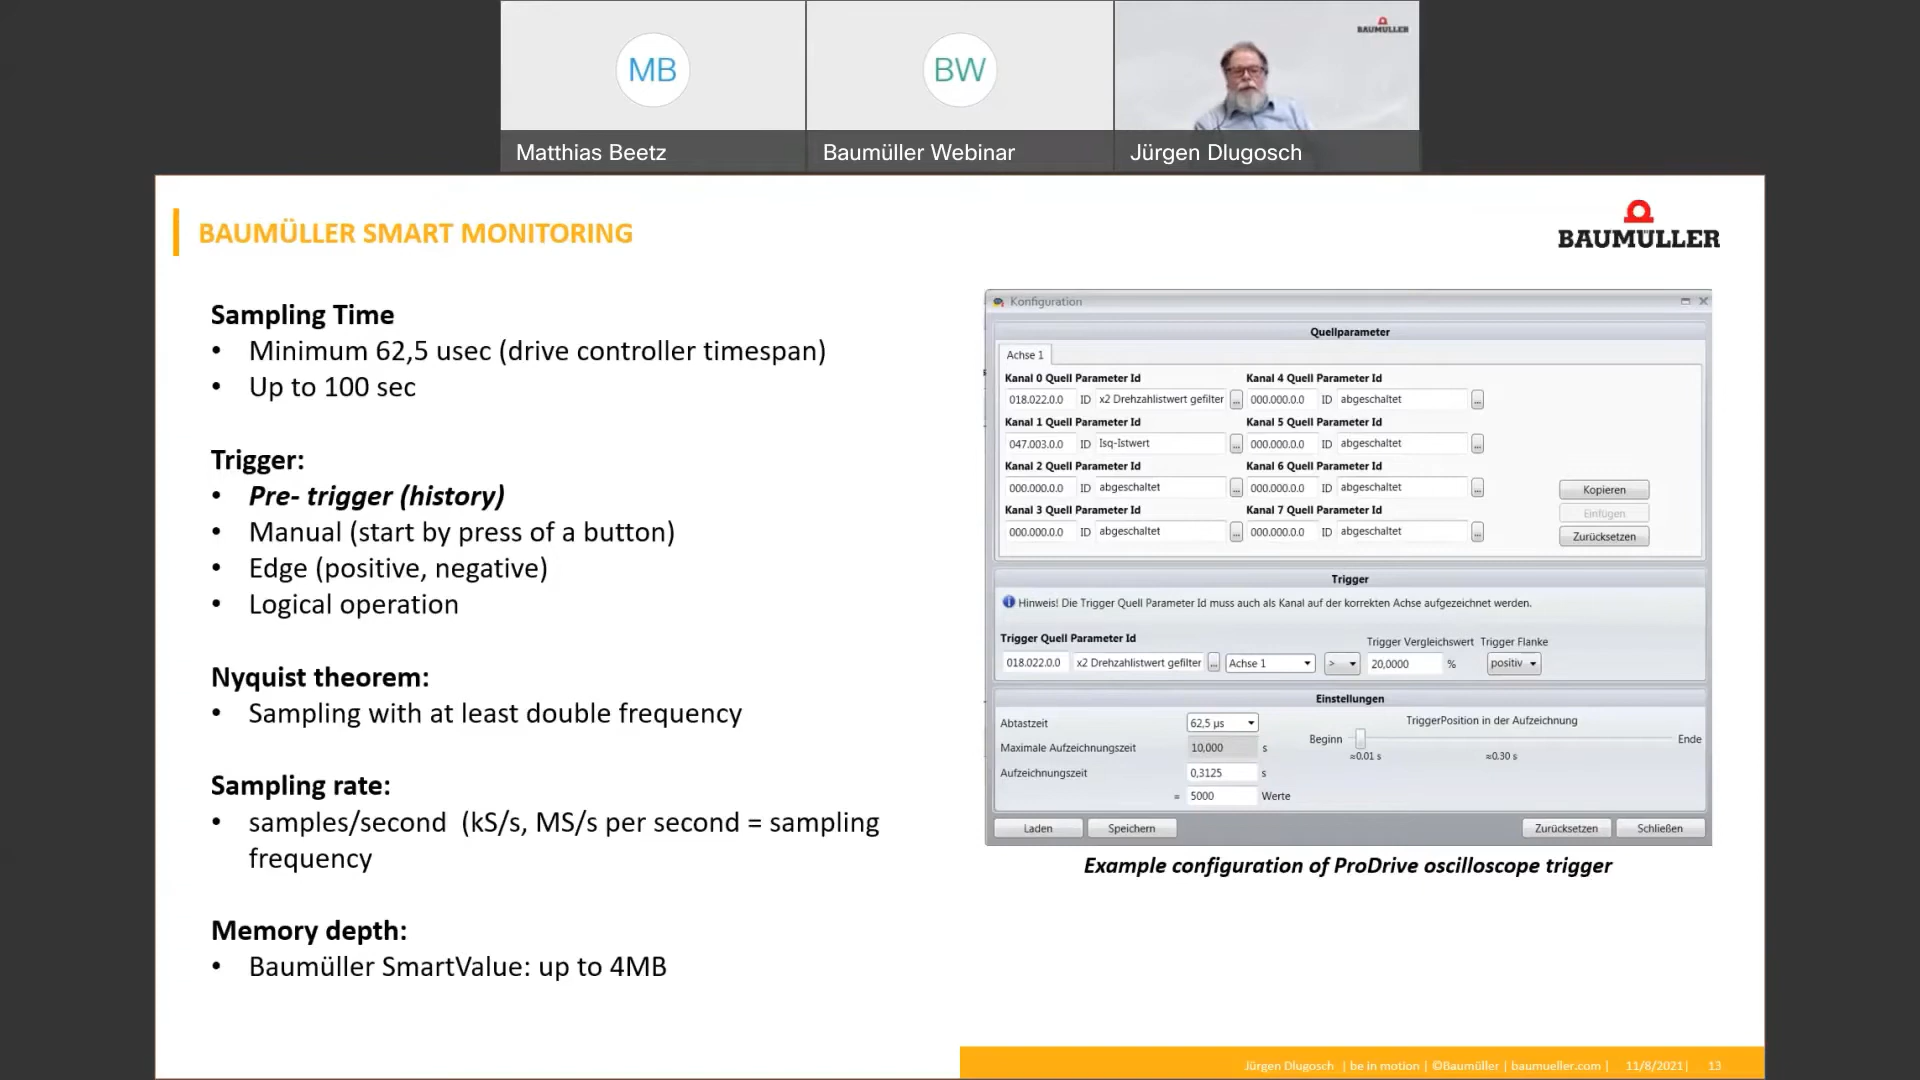 MB
BW
BAUMÜLLER
Matthias Beetz
Baumüller Webinar
Jürgen Dlugosch
BAUMÜLLER SMART MONITORING
BAUMÜLLER
Sampling Time
• Minimum 62,5 usec (drive controller timespan)
• Up to 100 sec
Trigger:
• Pre- trigger (history)
• Manual (start by press of a button)
• Edge (positive, negative)
• Logical operation
Nyquist theorem:
• Sampling with at least double frequency
Sampling rate:
• samples/second (kS/s, MS/s per second = sampling
frequency
Memory depth:
• Baumüller SmartValue: up to 4MB
Konfiguration
Quellparameter
Achse 1
Kanal 0 Quell Parameter Id Kanal 4 Quell Parameter Id
018.022.0.0 ID x2 Drehzahlistwert gefilter ... 000.000.0.0 ID abgeschaltet ...
Kanal 1 Quell Parameter Id Kanal 5 Quell Parameter Id
047.003.0.0 ID Isq-Istwert ... 000.000.0.0 ID abgeschaltet ...
Kanal 2 Quell Parameter Id Kanal 6 Quell Parameter Id
000.000.0.0 ID abgeschaltet ... 000.000.0.0 ID abgeschaltet ...
Kanal 3 Quell Parameter Id Kanal 7 Quell Parameter Id
000.000.0.0 ID abgeschaltet ... 000.000.0.0 ID abgeschaltet ...
Kopieren
Einfügen
Zurücksetzen
Trigger
Hinweis! Die Trigger Quell Parameter Id muss auch als Kanal auf der korrekten Achse aufgezeichnet werden.
Trigger Quell Parameter Id Trigger Vergleichswert Trigger Flanke
018.022.0.0 x2 Drehzahlistwert gefilter ... Achse 1 > 20,0000 % positiv
Einstellungen
Abtastzeit 62,5 µs
Maximale Aufzeichnungszeit 10,000 s
Aufzeichnungszeit 0,3125 s
= 5000 Werte
TriggerPosition in der Aufzeichnung
Beginn Ende
≈0.01 s ≈0.30 s
Laden Speichern Zurücksetzen Schließen
Example configuration of ProDrive oscilloscope trigger
Jürgen Dlugosch | be in motion | ©Baumüller | baumueller.com | 11/8/2021| 13